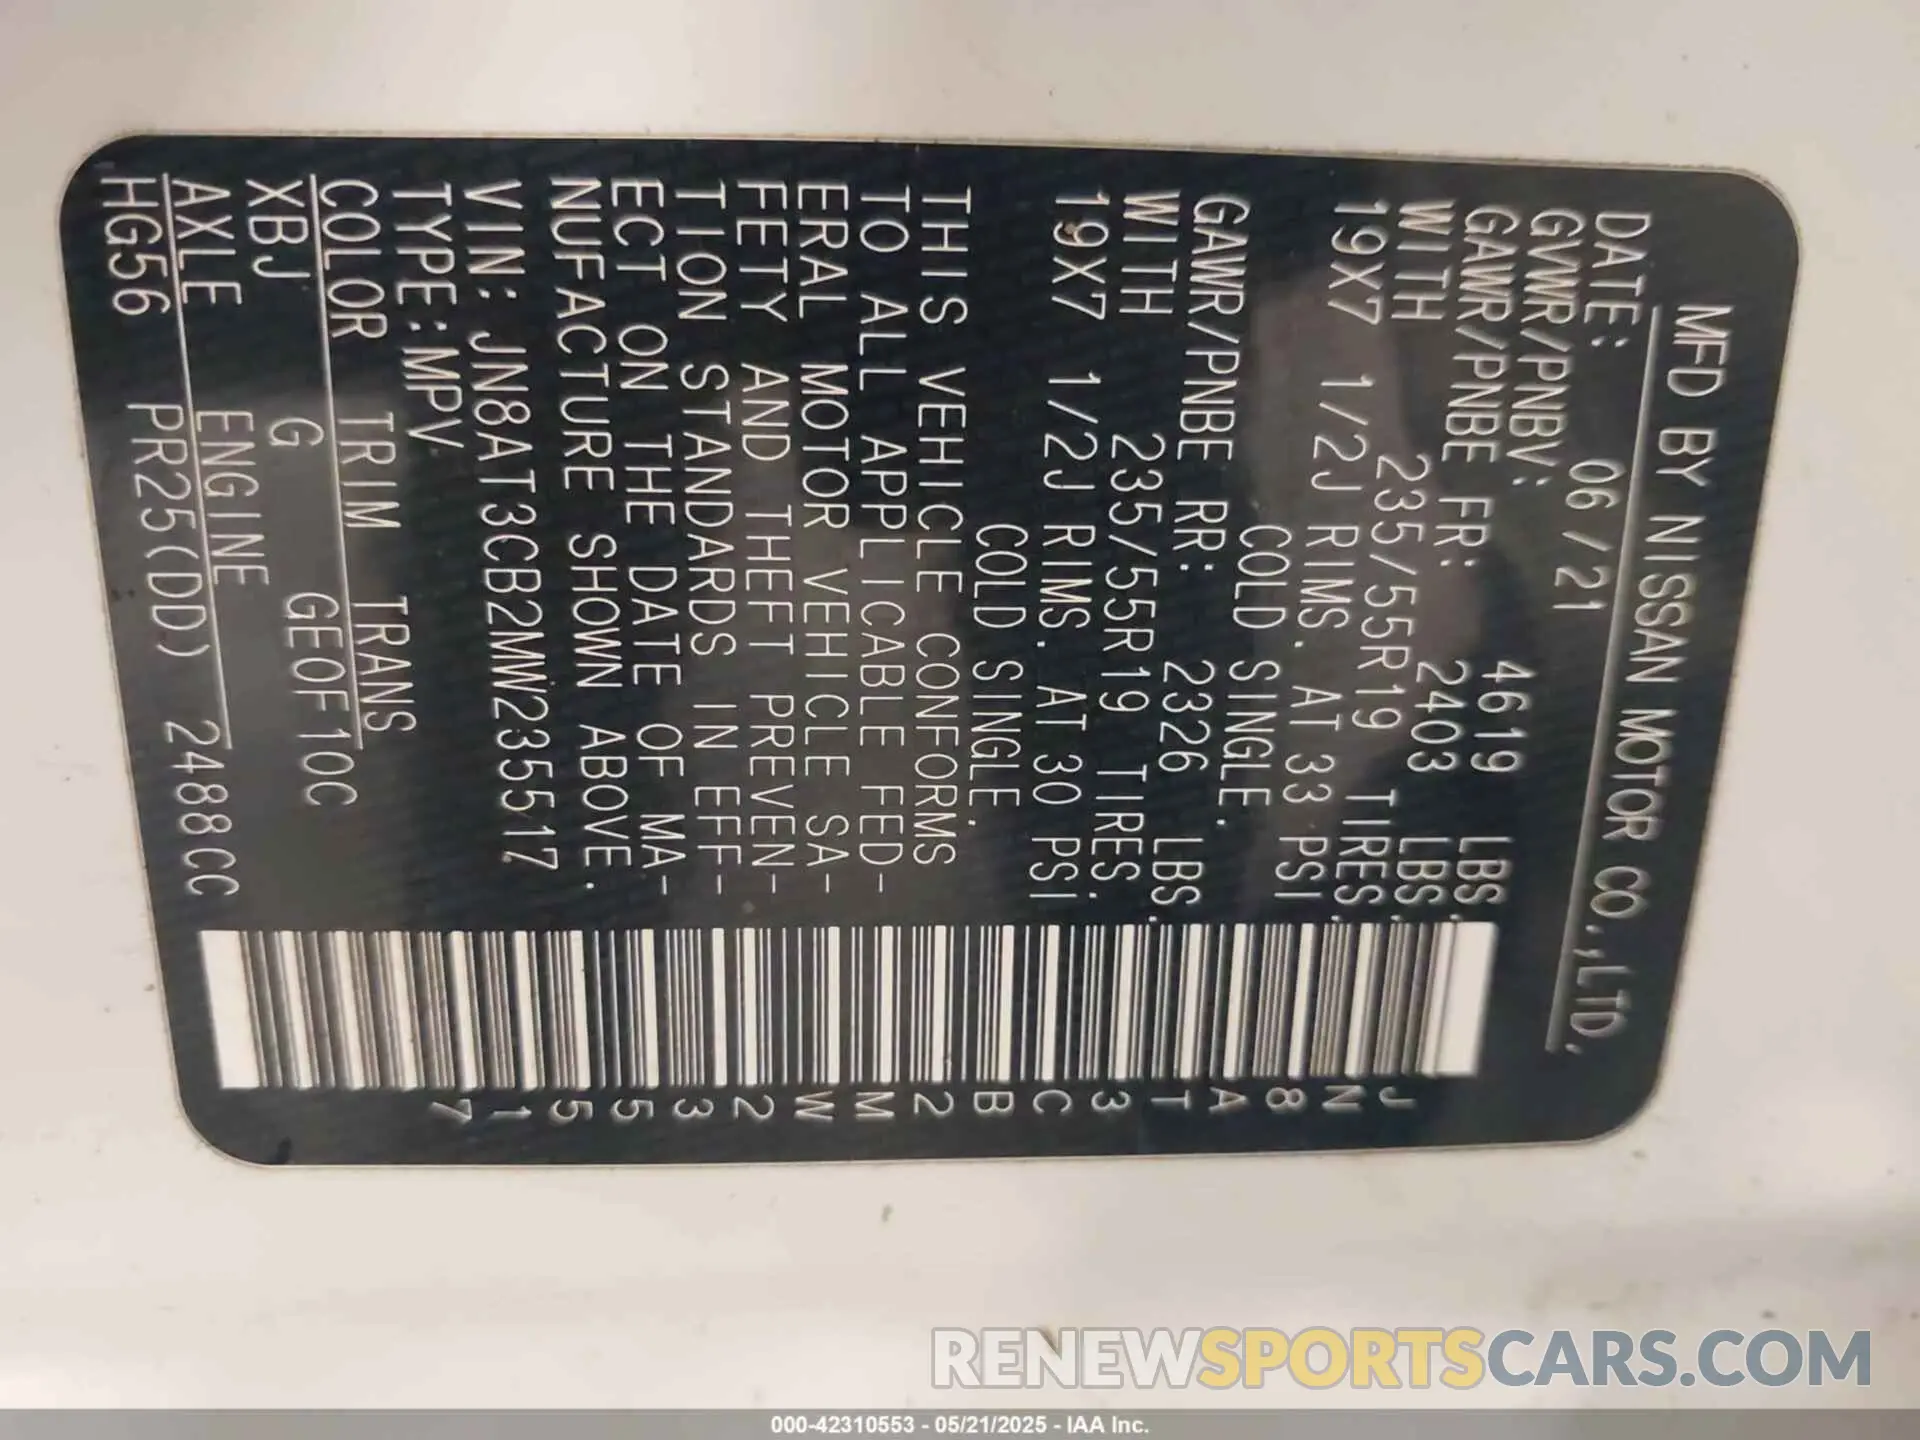 MFD BY NISSAN MOTOR CO.,LTD.
DATE: 06/21
GVWR/PNBV: 4619 LBS.
GAWR/PNBE FR: 2403 LBS.
WITH 235/55R19 TIRES.
19X7 1/2J RIMS. AT 33 PSI
COLD SINGLE.
GAWR/PNBE RR: 2326 LBS.
WITH 235/55R19 TIRES.
19X7 1/2J RIMS. AT 30 PSI
COLD SINGLE.
THIS VEHICLE CONFORMS
TO ALL APPLICABLE FED-
ERAL MOTOR VEHICLE SA-
FETY AND THEFT PREVEN-
TION STANDARDS IN EFF-
ECT ON THE DATE OF MA-
NUFACTURE SHOWN ABOVE.
VIN: JN8AT3CB2MW235517
TYPE:MPV
COLOR TRIM TRANS
XBJ G GEOF10C
AXLE ENGINE
HG56 PR25(DD) 2488CC
JN8AT3CB2MW235517
RENEWSPORTSCARS.COM
000-42310553 - 05/21/2025 - IAA Inc.